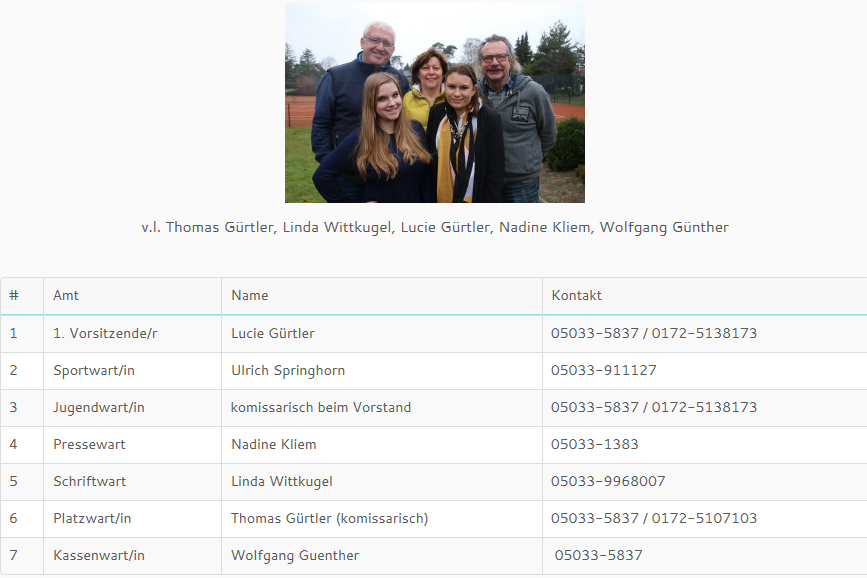 v.l. Thomas Gürtler, Linda Wittkugel, Lucie Gürtler, Nadine Kliem, Wolfgang Günther
# Amt Name Kontakt
1 1. Vorsitzende/r Lucie Gürtler 05033-5837 / 0172-5138173
2 Sportwart/in Ulrich Springhorn 05033-911127
3 Jugendwart/in komissarisch beim Vorstand 05033-5837 / 0172-5138173
4 Pressewart Nadine Kliem 05033-1383
5 Schriftwart Linda Wittkugel 05033-9968007
6 Platzwart/in Thomas Gürtler (komissarisch) 05033-5837 / 0172-5107103
7 Kassenwart/in Wolfgang Guenther 05033-5837